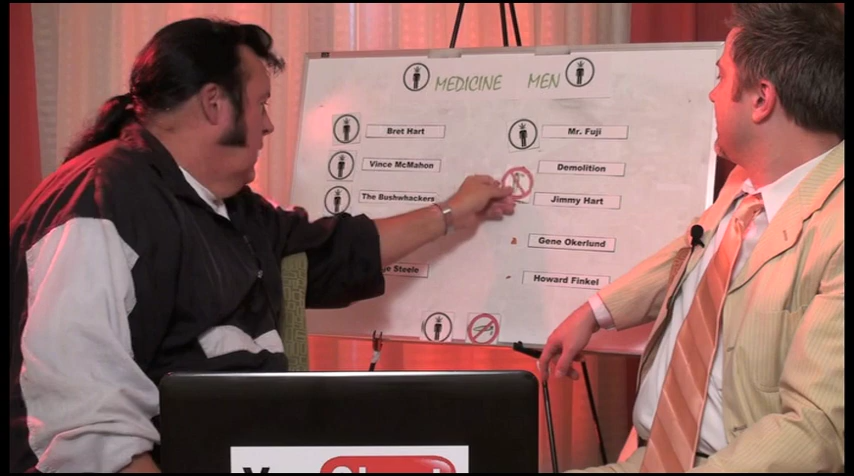 MEDICINE MEN
Bret Hart
Vince McMahon
The Bushwhackers
Steele
Mr. Fuji
Demolition
Jimmy Hart
Gene Okerlund
Howard Finkel